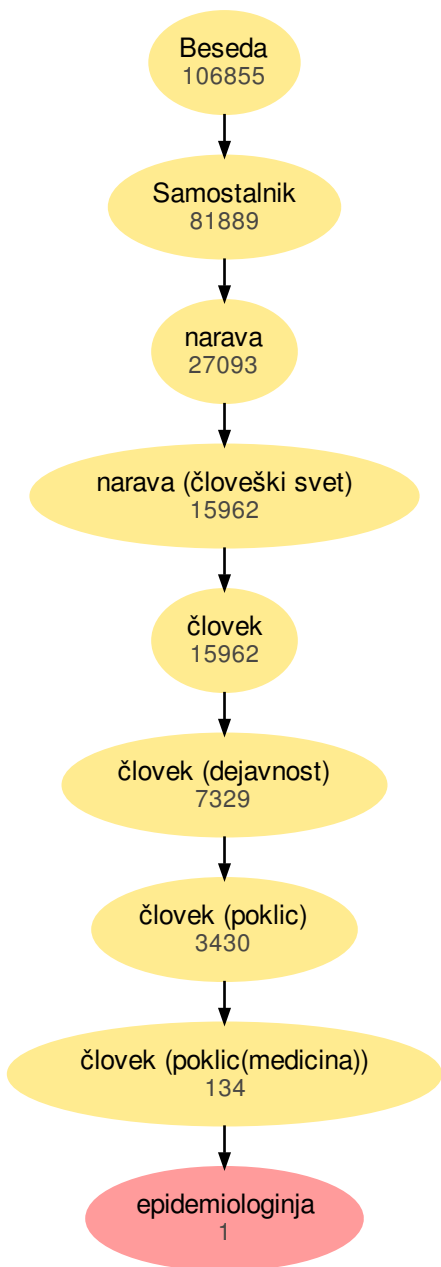 Beseda
106855
Samostalnik
81889
narava
27093
narava (človeški svet)
15962
človek
15962
človek (dejavnost)
7329
človek (poklic)
3430
človek (poklic(medicina))
134
epidemiologinja
1